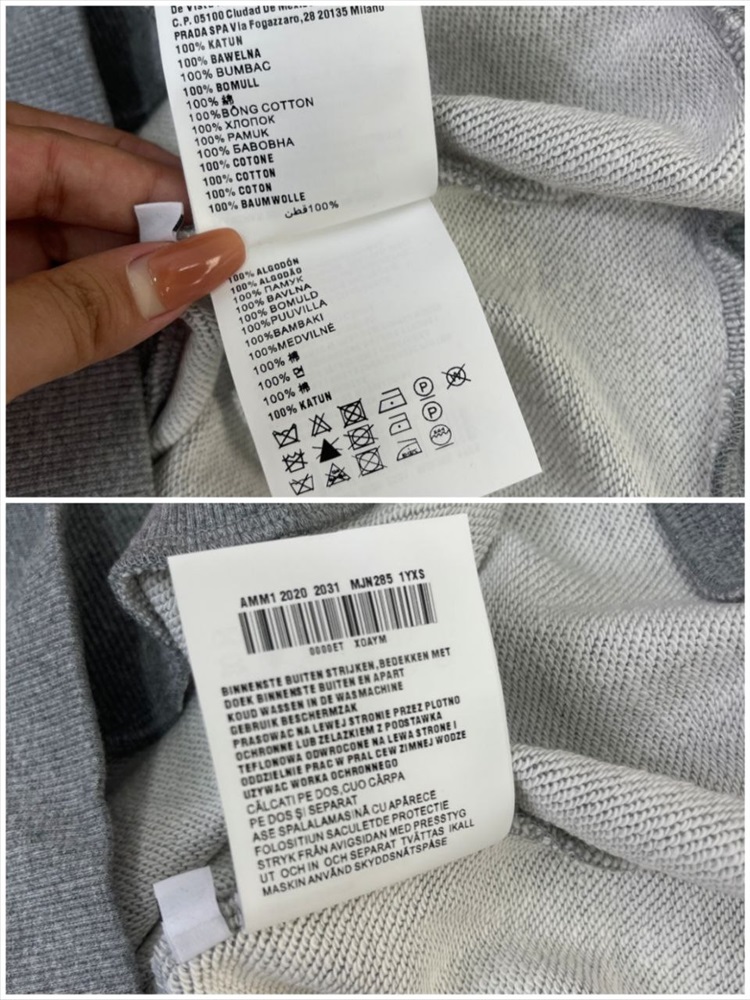 C.P. 05100 Ciudad De
PRADA SPA Via Fogazzaro,28 20135 Milano
100% KATUN
100% BAWELNA
100% BUMBAC
100% BOMULL
100% 綿
100%BÔNG COTTON
100% ХЛОПОК
100% PAMUK
100% БАВОВНА
100% COTONE
100% COTTON
100% COTON
100% BAUMWOLLE
100% قطن
100% ALGODÓN
100% ALGODÃO
100% ПАМУК
100% BAVLNA
100% BOMULD
100%PUUVILLA
100%BAMBAKI
100%MEDVILNÉ
100% 棉
100% 면
100% 棉
100% KATUN
P
P
AMM1 2020 2031 MJN285 1YXS
0000ET XOAYM
BINNENSTE BUITEN STRIJKEN,BEDEKKEN MET
DOEK BINNENSTE BUITEN EN APART
KOUD WASSEN IN DE WASMACHINE
GEBRUIK BESCHERMZAK
PRASOWAC NA LEWEJ STRONIE PRZEZ PLOTNO
OCHRONNE LUB ZELAZKIEM Z PODSTAWKA
TEFLONOWA ODWROCONE NA LEWA STRONE I
ODDZIELNIE PRAC W PRAL CEW ZIMNEJ WODZE
UZYWAC WORKA OCHRONNEGO
CĂLCATI PE DOS,CUO CÂRPA
PE DOS ȘI SEPARAT
ASE SPALALAMASINĂ CU APĂRECE
FOLOSITIUN SACULETDE PROTECTIE
STRYK FRÅN AVIGSIDAN MED PRESSTYG
UT OCH IN OCH SEPARAT TVÄTTAS IKALL
MASKIN ANVÄND SKYDDSNÄTSPÅSE